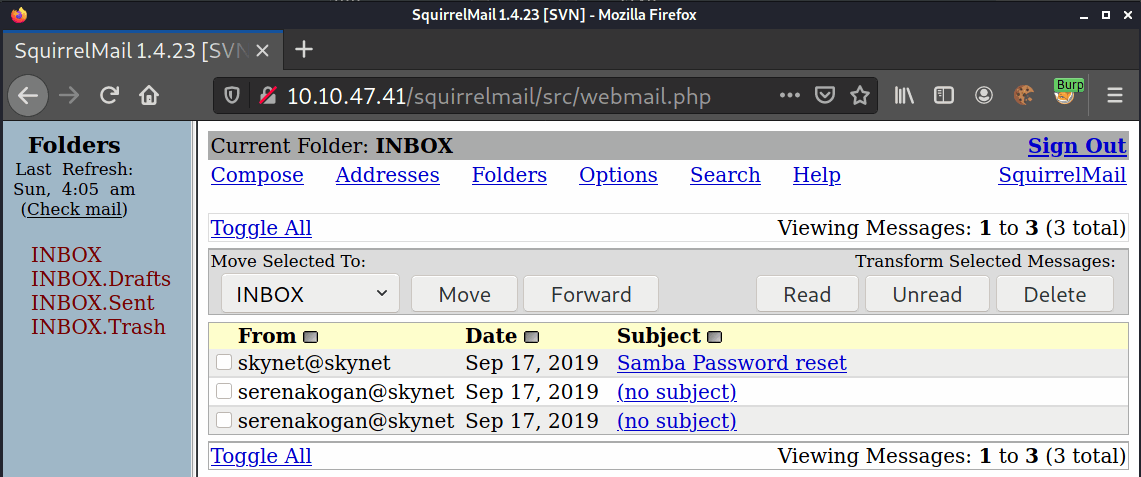 SquirrelMail 1.4.23 [SVN] - Mozilla Firefox
SquirrelMail 1.4.23 [SVN
10.10.47.41/squirrelmail/src/webmail.php
Burp
Folders
Last Refresh:
Sun, 4:05 am
(Check mail)
INBOX
INBOX.Drafts
INBOX.Sent
INBOX.Trash
Current Folder: INBOX Sign Out
Compose Addresses Folders Options Search Help SquirrelMail
Toggle All Viewing Messages: 1 to 3 (3 total)
Move Selected To: Transform Selected Messages:
INBOX Move Forward Read Unread Delete
From Date Subject
skynet@skynet Sep 17, 2019 Samba Password reset
serenakogan@skynet Sep 17, 2019 (no subject)
serenakogan@skynet Sep 17, 2019 (no subject)
Toggle All Viewing Messages: 1 to 3 (3 total)